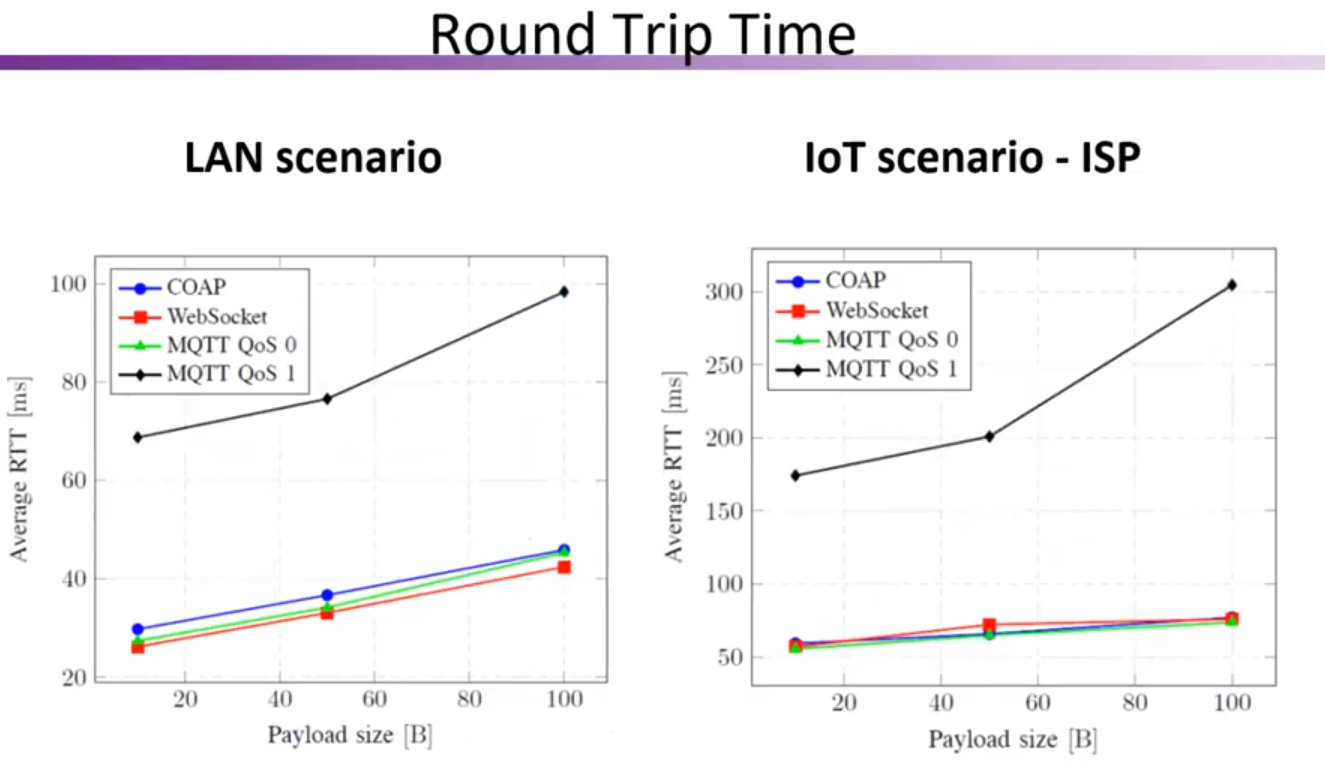 Round Trip Time
LAN scenario
100
80
60
40
20
20
40
60
80
100
Average RTT [ms]
Payload size [B]
COAP
WebSocket
MQTT QoS 0
MQTT QoS 1
IoT scenario - ISP
300
250
200
150
100
50
20
40
60
80
100
Average RTT [ms]
Payload size [B]
COAP
WebSocket
MQTT QoS 0
MQTT QoS 1